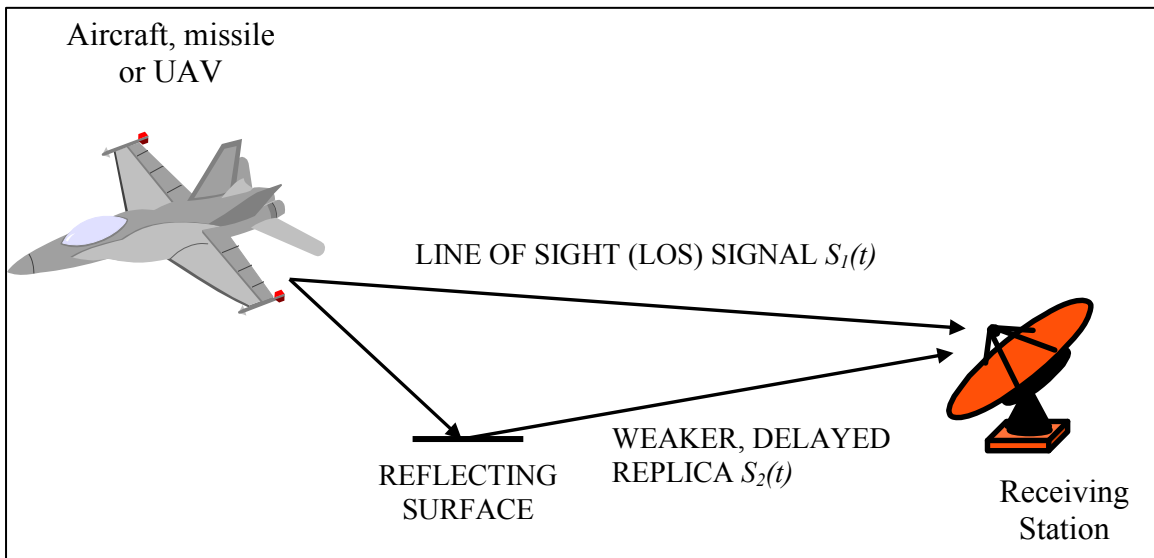 Aircraft, missile
or UAV
LINE OF SIGHT (LOS) SIGNAL S₁(t)
WEAKER, DELAYED
REPLICA S₂(t)
REFLECTING
SURFACE
Receiving
Station